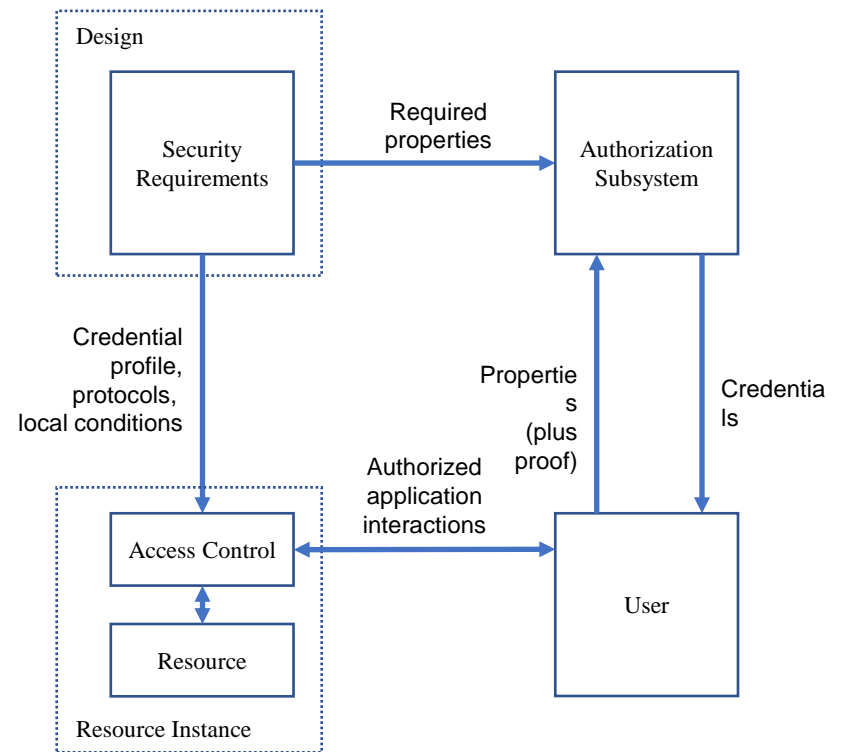 Design
Security
Requirements
Required
properties
Authorization
Subsystem
Credential
profile,
protocols,
local conditions
Propertie
s
(plus
proof)
Credentia
ls
Authorized
application
interactions
Access Control
Resource
User
Resource Instance